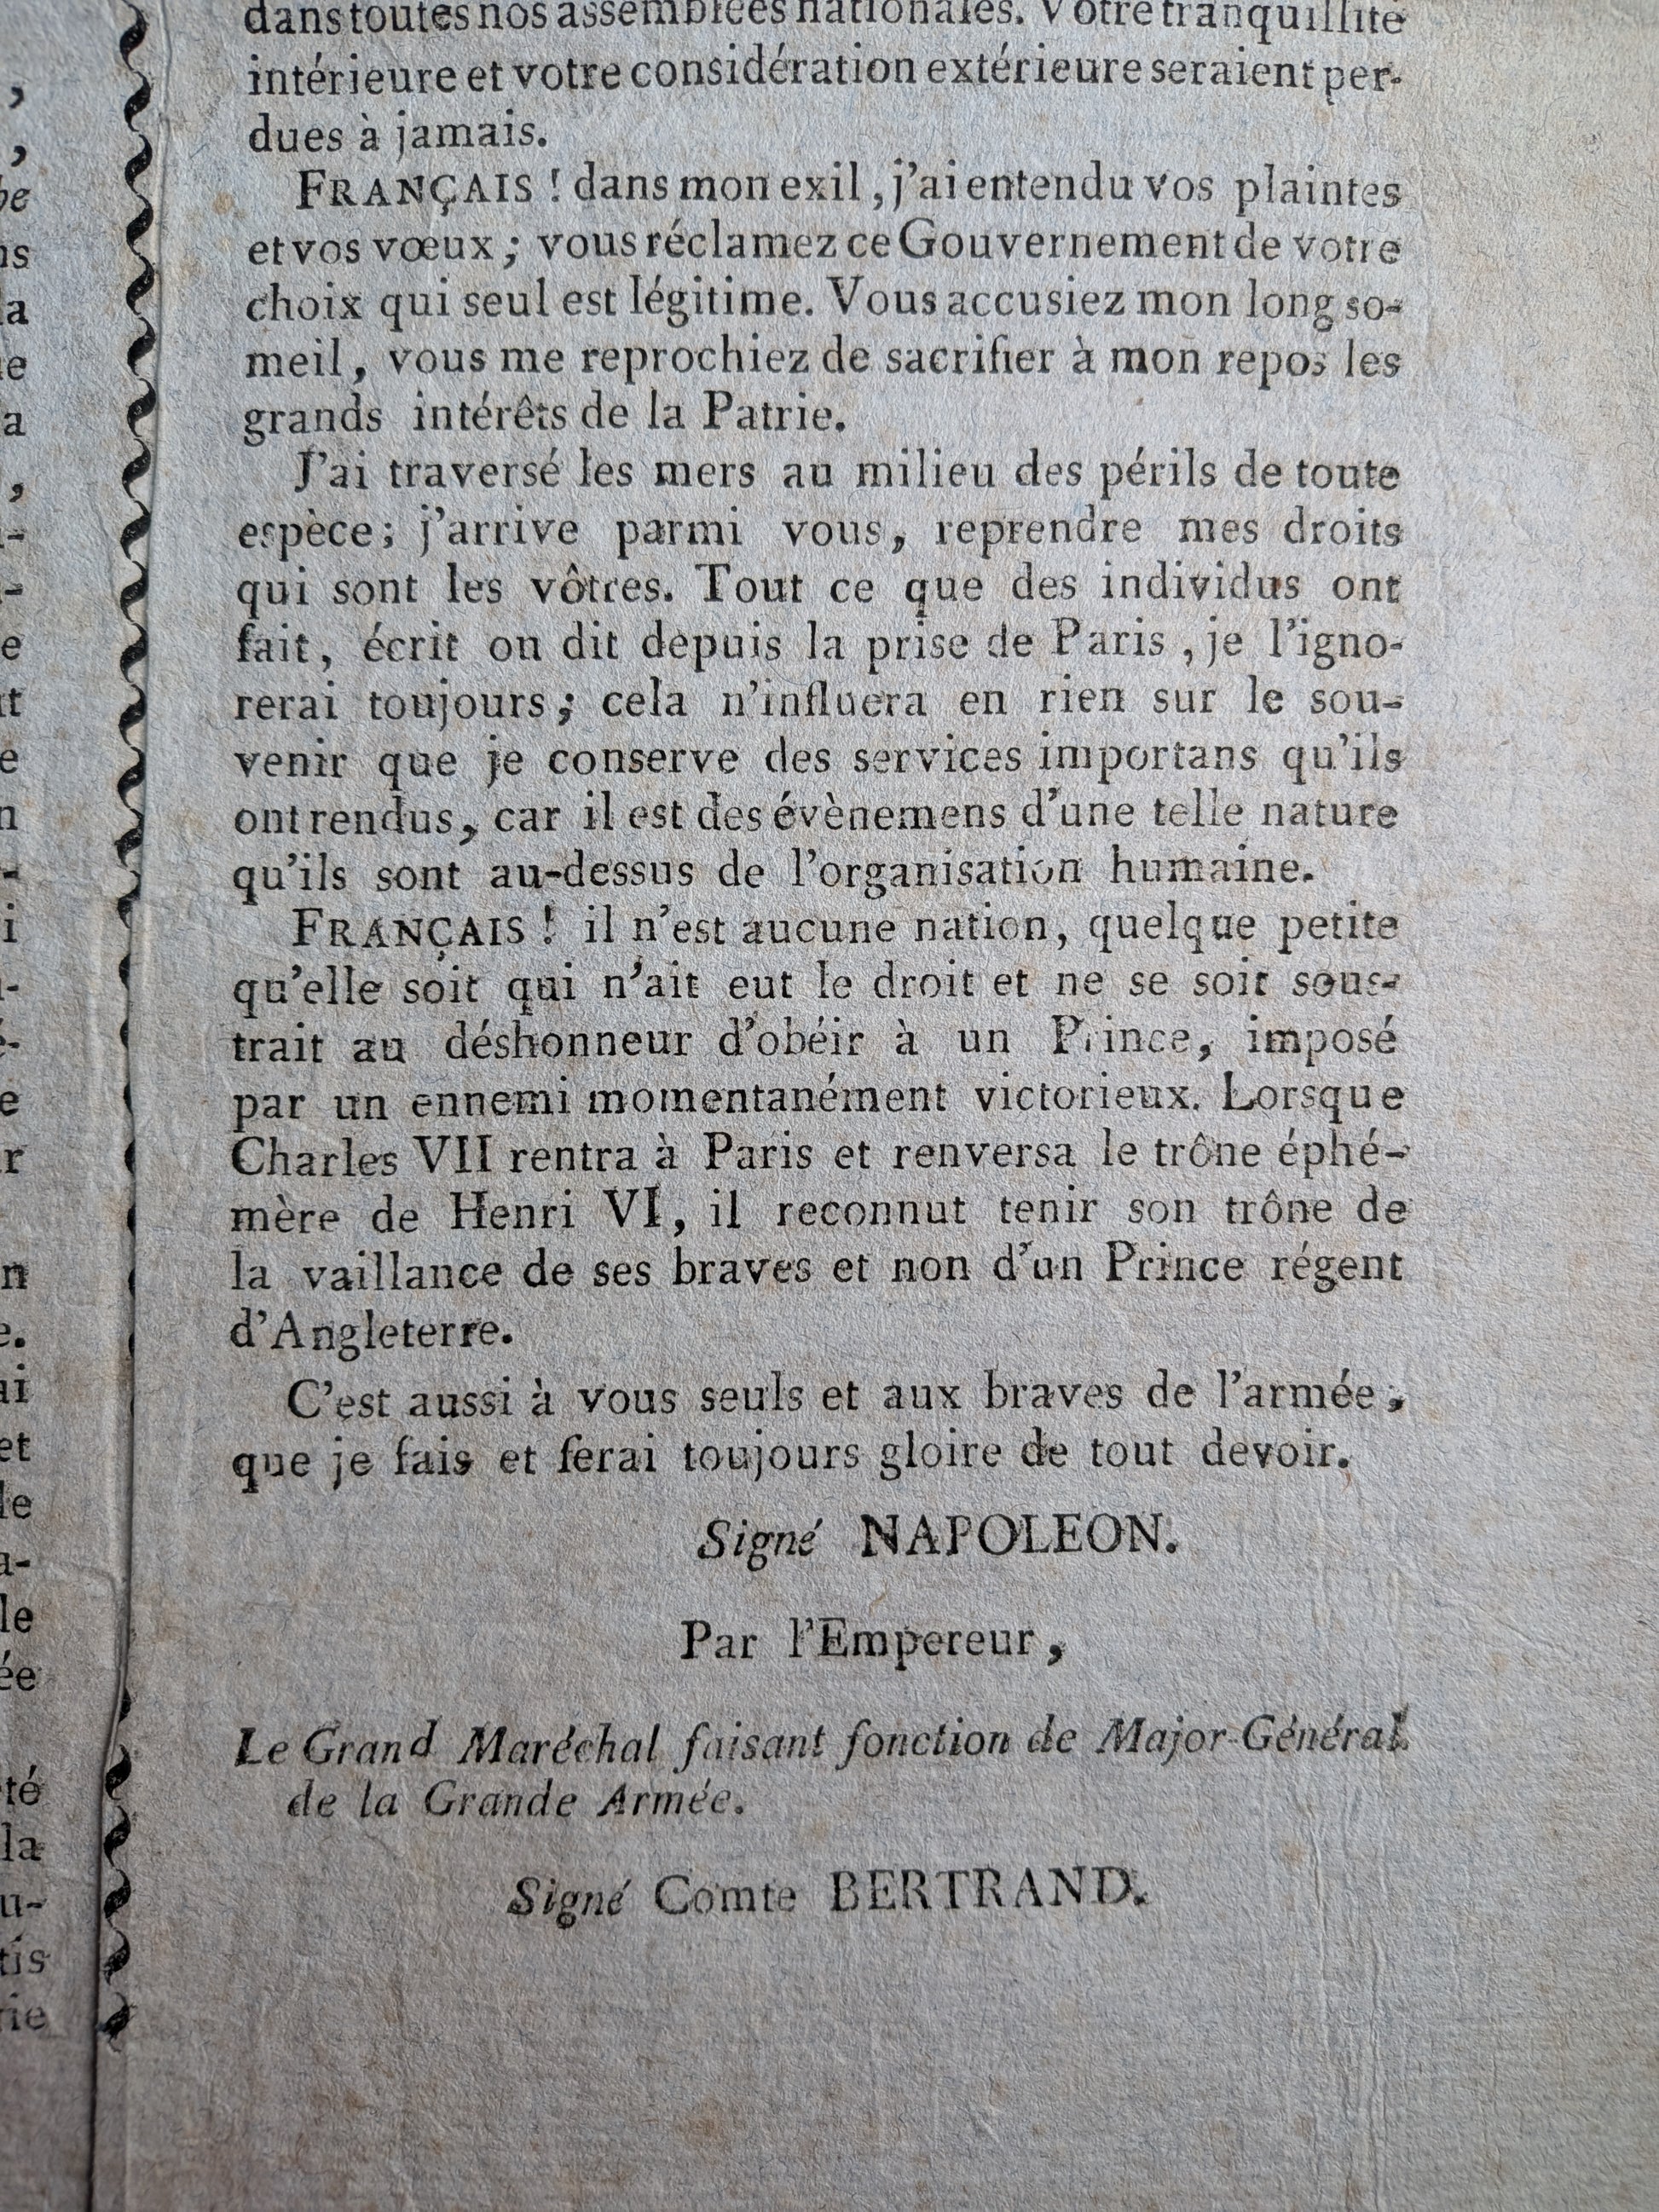 dans toutes nos assemblées nationales. Votre tranquillité
intérieure et votre considération extérieure seraient per-
dues à jamais.
FRANÇAIS ! dans mon exil, j'ai entendu vos plaintes
et vos vœux ; vous réclamez ce Gouvernement de votre
choix qui seul est légitime. Vous accusiez mon long so-
meil, vous me reprochiez de sacrifier à mon repos les
grands intérêts de la Patrie.
J'ai traversé les mers au milieu des périls de toute
espèce ; j'arrive parmi vous, reprendre mes droits
qui sont les vôtres. Tout ce que des individus ont
fait, écrit ou dit depuis la prise de Paris, je l'igno-
rerai toujours ; cela n'influera en rien sur le sou-
venir que je conserve des services importans qu'ils
ont rendus, car il est des évènemens d'une telle nature
qu'ils sont au-dessus de l'organisation humaine.
FRANÇAIS ! il n'est aucune nation, quelque petite
qu'elle soit qui n'ait eut le droit et ne se soit sous-
trait au déshonneur d'obéir à un Prince, imposé
par un ennemi momentanément victorieux. Lorsque
Charles VII rentra à Paris et renversa le trône éphé-
mère de Henri VI, il reconnut tenir son trône de
la vaillance de ses braves et non d'un Prince régent
d'Angleterre.
C'est aussi à vous seuls et aux braves de l'armée,
que je fais et ferai toujours gloire de tout devoir.
Signé NAPOLEON.
Par l'Empereur,
Le Grand Maréchal faisant fonction de Major-Général
de la Grande Armée.
Signé Comte BERTRAND.